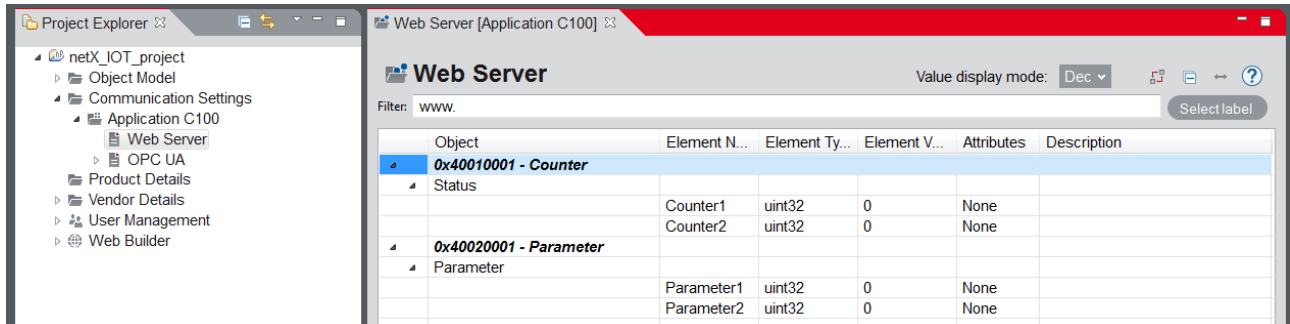 Project Explorer
netX_IOT_project
Object Model
Communication Settings
Application C100
Web Server
OPC UA
Product Details
Vendor Details
User Management
Web Builder
Web Server [Application C100]
Web Server
Value display mode: Dec
Filter: www.
Select label
Object Element N... Element Ty... Element V... Attributes Description
0x40010001 - Counter
Status
Counter1 uint32 0 None
Counter2 uint32 0 None
0x40020001 - Parameter
Parameter
Parameter1 uint32 0 None
Parameter2 uint32 0 None